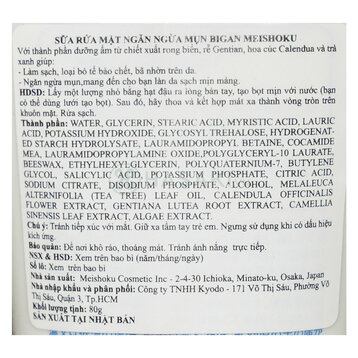 SỮA RỬA MẶT NGĂN NGỪA MỤN BIGAN MEISHOKU
Với thành phần dưỡng ẩm từ chiết xuất rong biển, rễ Gentian, hoa cúc Calendua và trà
xanh giúp:
- Làm sạch, loại bỏ tế bào chết, bã nhờn trên da.
- Ngăn ngừa mụn,mang đến cho bạn làn da sạch mịn màng.
HDSD: Lấy một lượng nhỏ bằng hạt đậu ra lòng bàn tay, tạo bọt mịn với nước (bạn
có thể dùng lưới tạo bọt). Sau đó, hãy thoa và kết hợp mát xa thành vòng tròn trên
khuôn mặt. Rửa sạch.
Thành phần: WATER, GLYCERIN, STEARIC ACID, MYRISTIC ACID, LAURIC
ACID, POTASSIUM HYDROXIDE, GLYCOSYL TREHALOSE, HYDROGENAT-
ED STARCH HYDROLYSATE, LAURAMIDOPROPYL BETAINE, COCAMIDE
MEA, LAURAMIDOPROPYLAMINE OXIDE,POLYGLYCERYL-10 LAURATE,
BEESWAX, ETHYLHEXYLGLYCERIN, POLYQUATERNIUM-7, BUTYLENE
GLYCOL, SALICYLIC ACID, POTASSIUM PHOSPHATE, CITRIC ACID,
SODIUM CITRATE, DISODIUM PHOSPHATE, ALCOHOL, MELALEUCA
ALTERNIFOLIA (TEA TREE) LEAF OIL, CALENDULA OFFICINALIS
FLOWER EXTRACT, GENTIANA LUTEA ROOT EXTRACT, CAMELLIA
SINENSIS LEAF EXTRACT, ALGAE EXTRACT.
Chú ý: Tránh tiếp xúc với mắt. Giữ xa tầm tay trẻ em. Ngưng sử dụng khi có dấu hiệu
kích ứng.
Bảo quản: Để nơi khô ráo, thoáng mát. Tránh ánh nắng trực tiếp.
NSX & HSD: Xem trên bao bì (năm/tháng/ngày)
Số lô: Xem trên bao bì
Nhà sản xuất: Meishoku Cosmetic Inc - 2-4-30 Ichioka, Minato-ku, Osaka, Japan
Nhà nhập khẩu và phân phối: Công ty TNHH Kyodo - 171 Võ Thị Sáu, Phường Võ
Thị Sáu, Quận 3, Tp.HCM
Khối lượng tịnh: 80g
SẢN XUẤT TẠI NHẬT BẢN